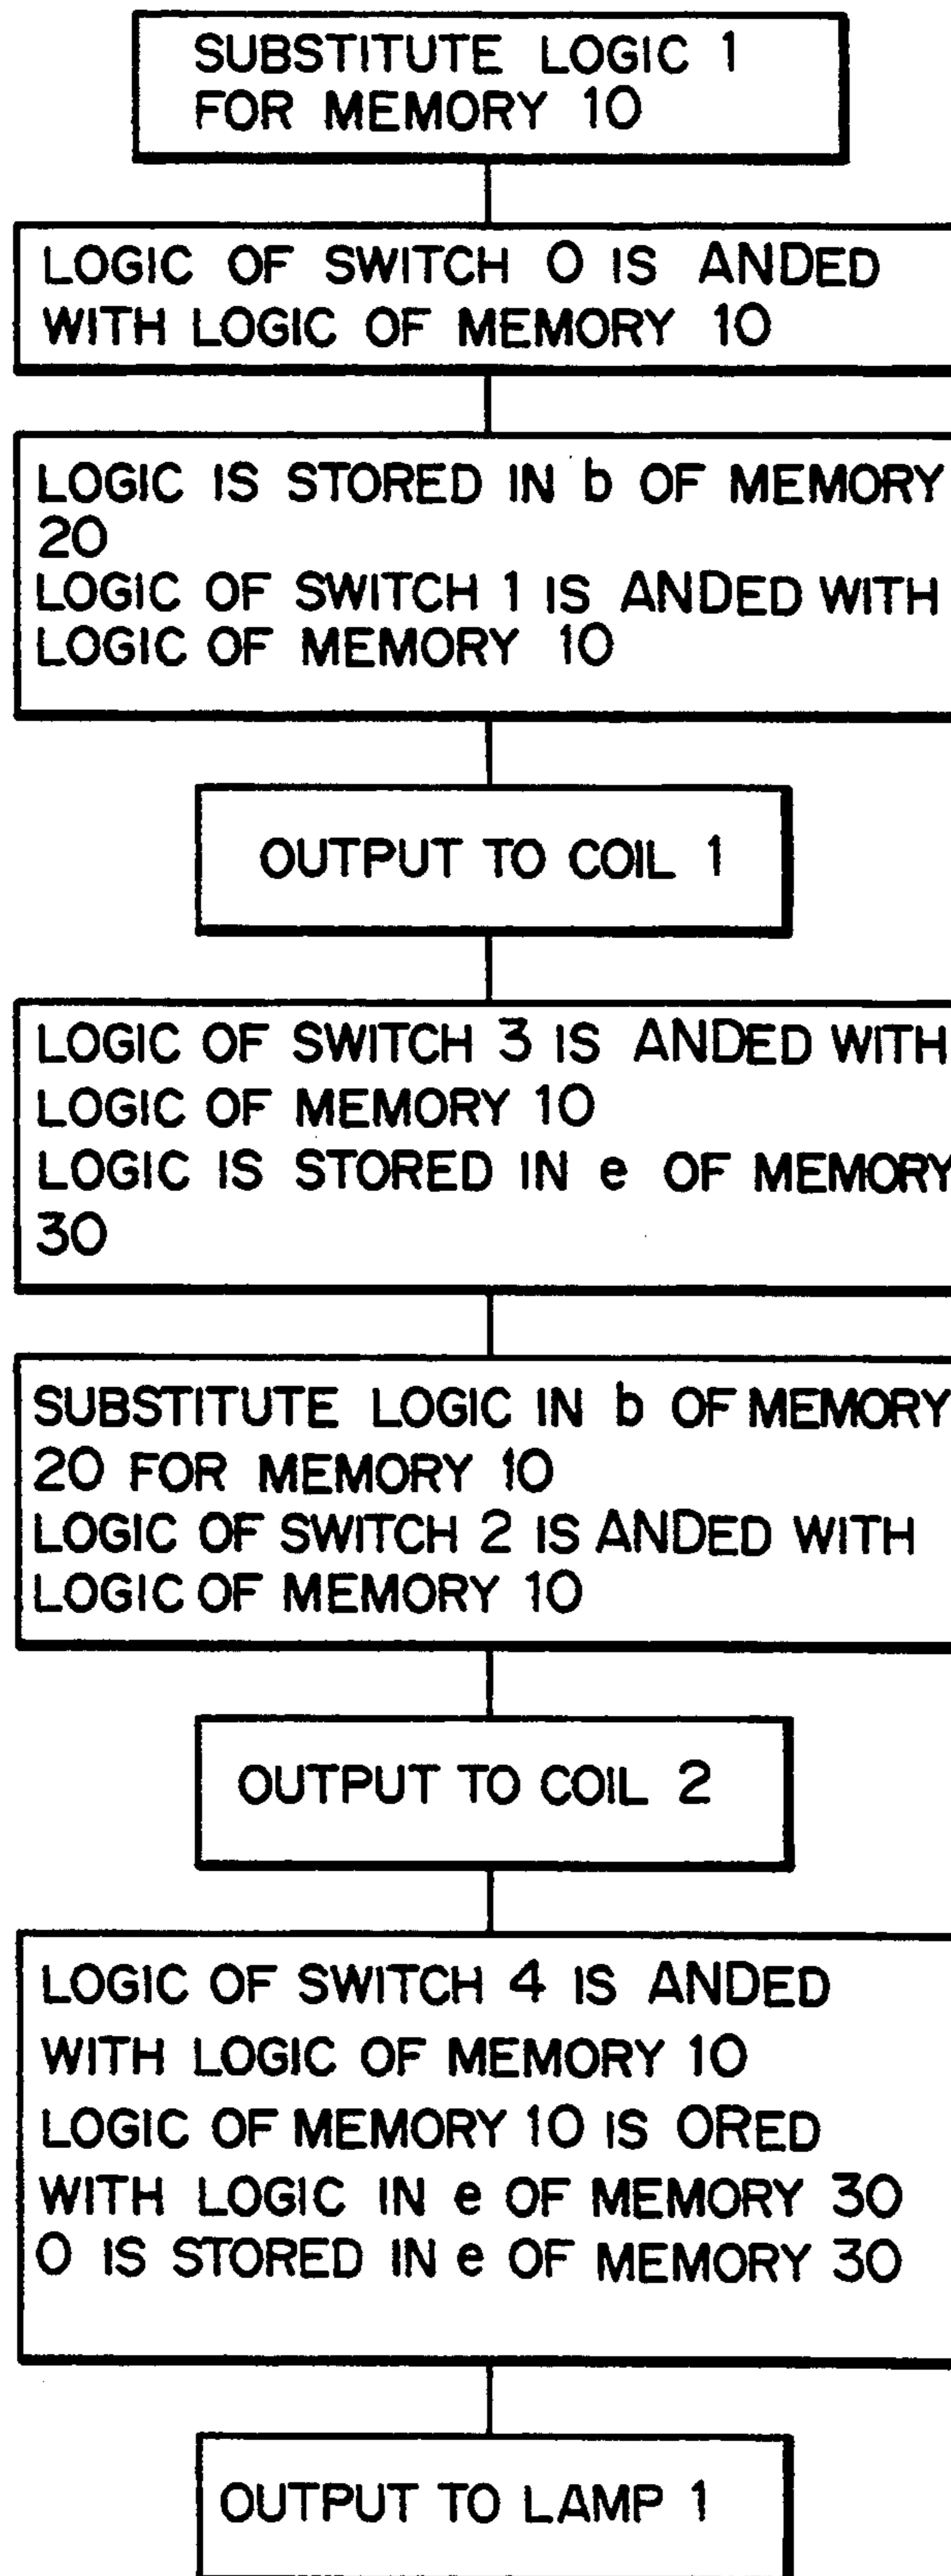 SUBSTITUTE LOGIC 1
FOR MEMORY 10
LOGIC OF SWITCH 0 IS ANDED
WITH LOGIC OF MEMORY 10
LOGIC IS STORED IN b OF MEMORY
20
LOGIC OF SWITCH 1 IS ANDED WITH
LOGIC OF MEMORY 10
OUTPUT TO COIL 1
LOGIC OF SWITCH 3 IS ANDED WITH
LOGIC OF MEMORY 10
LOGIC IS STORED IN e OF MEMORY
30
SUBSTITUTE LOGIC IN b OF MEMORY
20 FOR MEMORY 10
LOGIC OF SWITCH 2 IS ANDED WITH
LOGIC OF MEMORY 10
OUTPUT TO COIL 2
LOGIC OF SWITCH 4 IS ANDED
WITH LOGIC OF MEMORY 10
LOGIC OF MEMORY 10 IS ORED
WITH LOGIC IN e OF MEMORY 30
0 IS STORED IN e OF MEMORY 30
OUTPUT TO LAMP 1